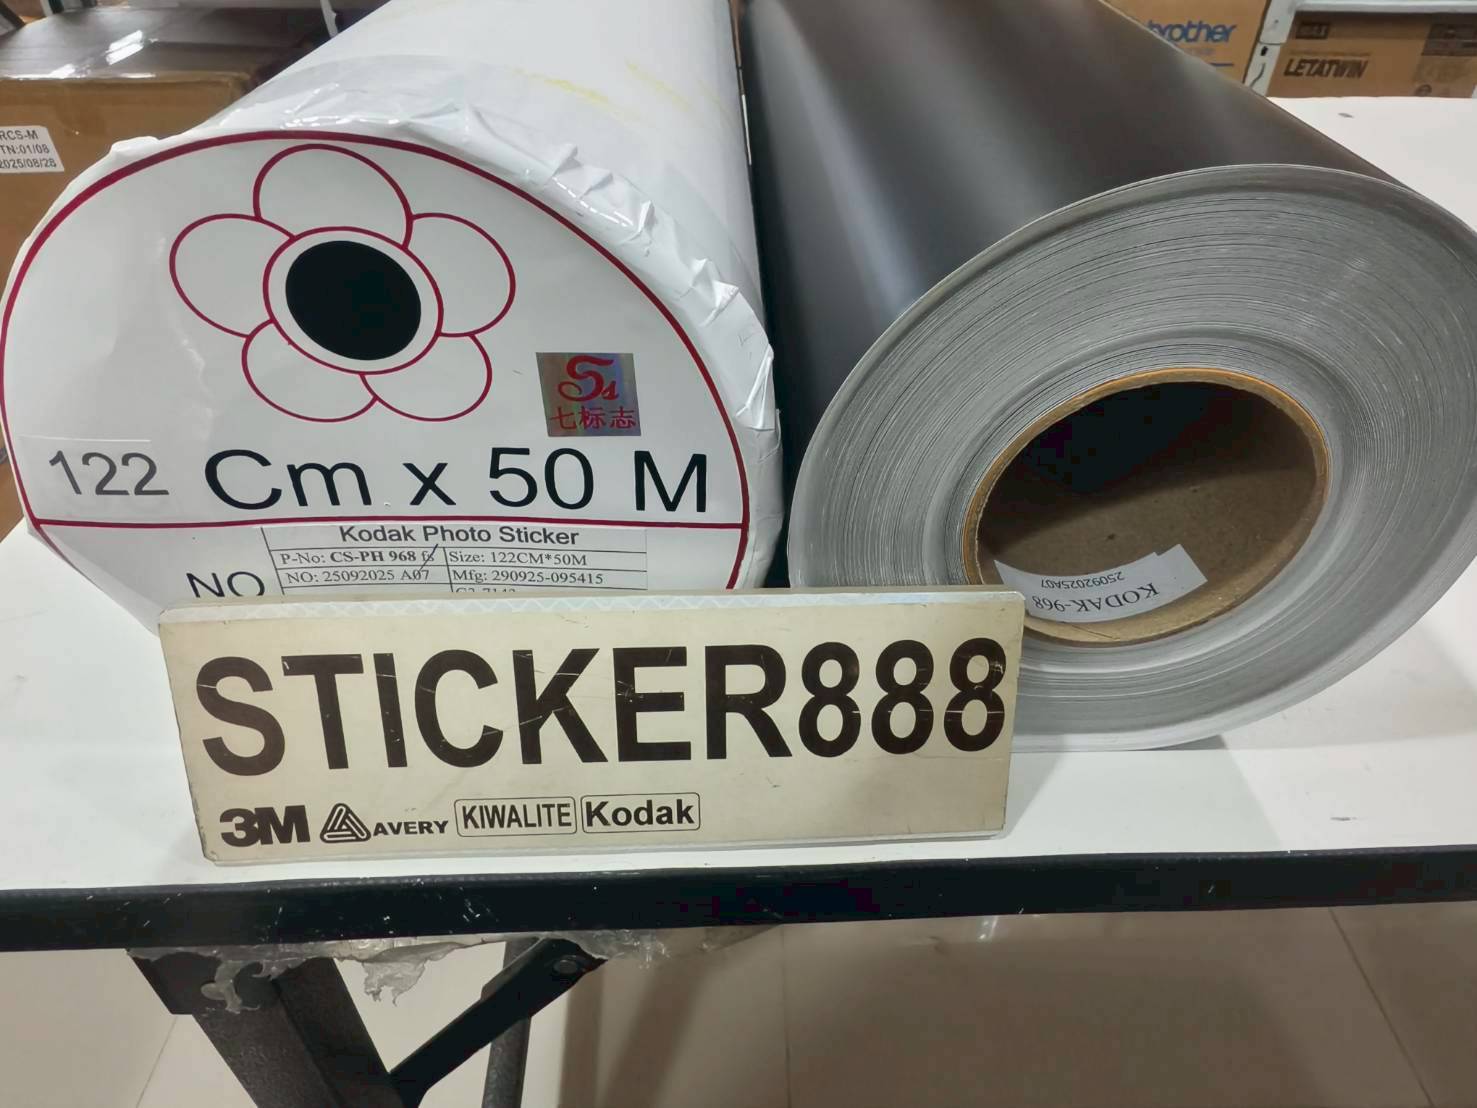 brother
MAX
LETATWIN
RCS-M
TN:01/08
2025/08/28
S
七标志
122 Cm x 50 M
Kodak Photo Sticker
P-No: CS-PH 968 fs
Size: 122CM*50M
NO: 25092025 A07
Mfg: 290925-095415
NO
KODAK-968
25092025A07
STICKER888
3M AVERY KIWALITE Kodak